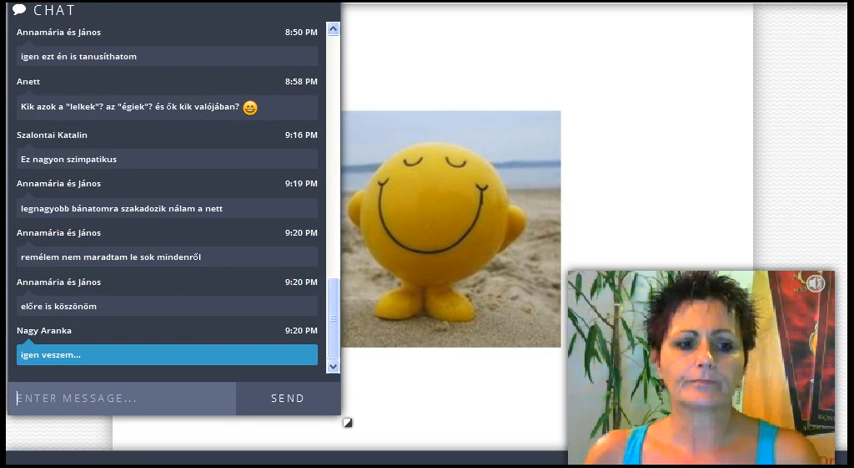 CHAT
Annamária és János 8:50 PM
igen ezt én is tanusíthatom
Anett 8:58 PM
Kik azok a "lelkek"? az "égiek"? és ők kik valójában? 😄
Szalontai Katalin 9:16 PM
Ez nagyon szimpatikus
Annamária és János 9:19 PM
legnagyobb bánatomra szakadozik nálam a nett
Annamária és János 9:20 PM
remélem nem maradtam le sok mindenről
Annamária és János 9:20 PM
előre is köszönöm
Nagy Aranka 9:20 PM
igen veszem...
ENTER MESSAGE... SEND